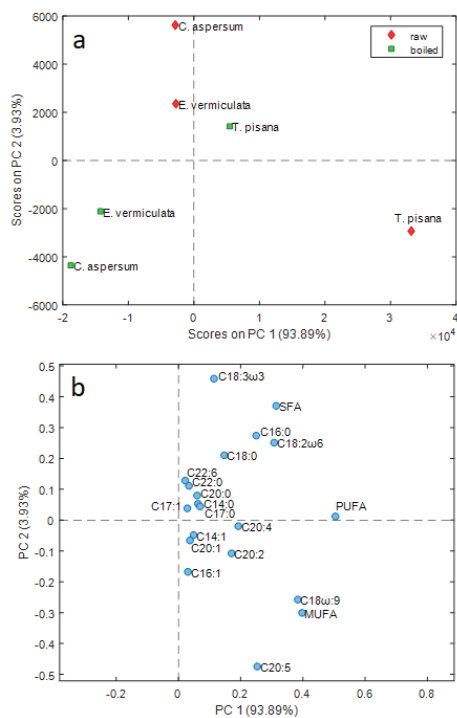 a
raw
boiled
C. aspersum
E. vermiculata
T. pisana
E. vermiculata
T. pisana
C. aspersum
6000
4000
2000
0
-2000
-4000
-6000
Scores on PC 2 (3.93%)
-2 -1 0 1 2 3 4
Scores on PC 1 (93.89%)
×10⁴
b
C18:3ω3
SFA
C16:0
C18:2ω6
C18:0
C22:6
C22:0
C20:0
C17:1
C14:0
C17:0
PUFA
C20:4
C14:1
C20:1
C20:2
C16:1
C18ω:9
MUFA
C20:5
0.5
0.4
0.3
0.2
0.1
0
-0.1
-0.2
-0.3
-0.4
-0.5
PC 2 (3.93%)
0 0.2 0.4 0.6 0.8
PC 1 (93.89%)